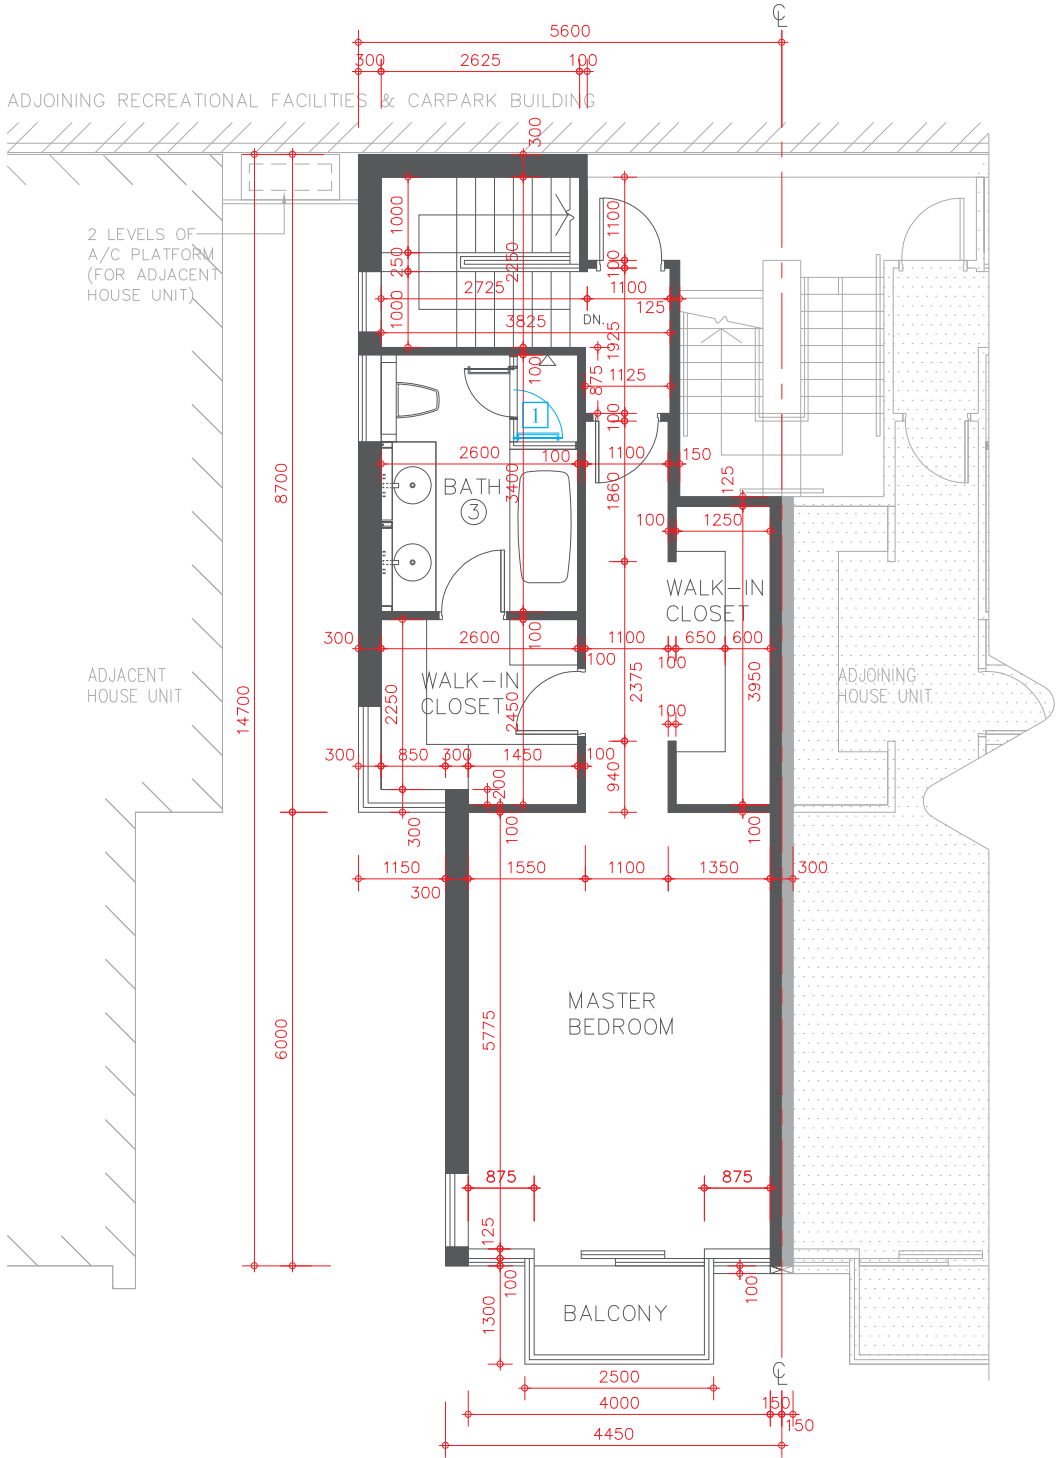 ℄
5600
300 2625 100
ADJOINING RECREATIONAL FACILITIES & CARPARK BUILDING
300
2 LEVELS OF
A/C PLATFORM
(FOR ADJACENT
HOUSE UNIT)
1000
250
1000
2250
1100
100
2725 1100
125
3825 DN.
1925
100
875
1125
100
1
2600 100 1100 150
8700
3400
1860
125
BATH
3
100 1250
WALK-IN
CLOSET
300 2600 100 1100 650 600
100 100
ADJACENT
HOUSE UNIT
14700
2250
WALK-IN
CLOSET
2450
2375
3950
ADJOINING
HOUSE UNIT
100
300 850 300 1450 100
200
940
300 100 100
1150 1550 1100 1350 300
300
MASTER
BEDROOM
5775
6000
875 875
125
100 100
1300
BALCONY
℄
2500
4000 150
150
4450